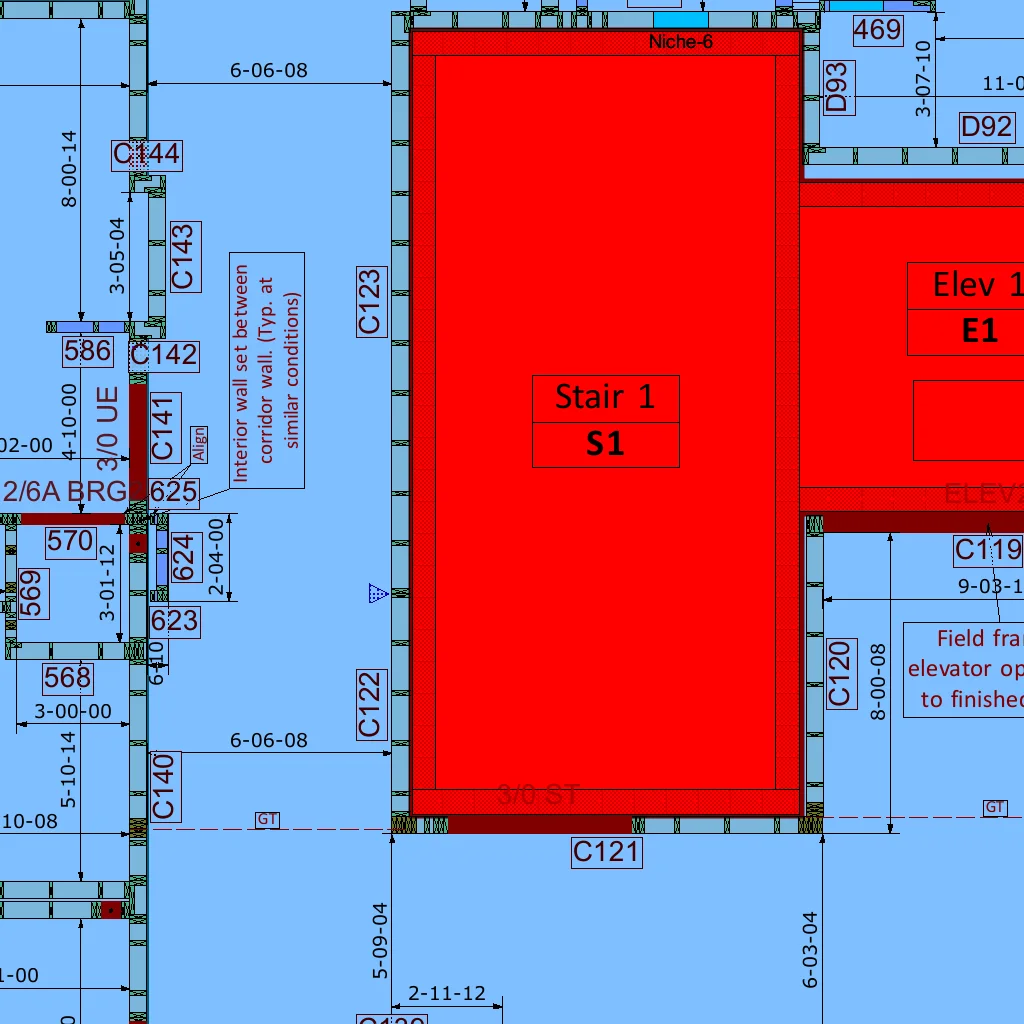 469
6-06-08
Niche-6
D93
3-07-10
11-0
D92
C144
8-00-14
3-05-04
C143
Interior wall set between
corridor wall. (Typ. at
similar conditions)
C123
Elev 1
E1
586
C142
Stair 1
S1
4-10-00
3/0 UE
C141
Align
02-00
2/6A BRG
625
ELEV2
570
624
2-04-00
C119
569
3-01-12
9-03-1
623
Field fra
elevator op
to finished
6-10
568
C122
C120
8-00-08
3-00-00
6-06-08
5-10-14
C140
3/0 ST
GT
GT
10-08
C121
5-09-04
6-03-04
1-00
2-11-12
C139
0